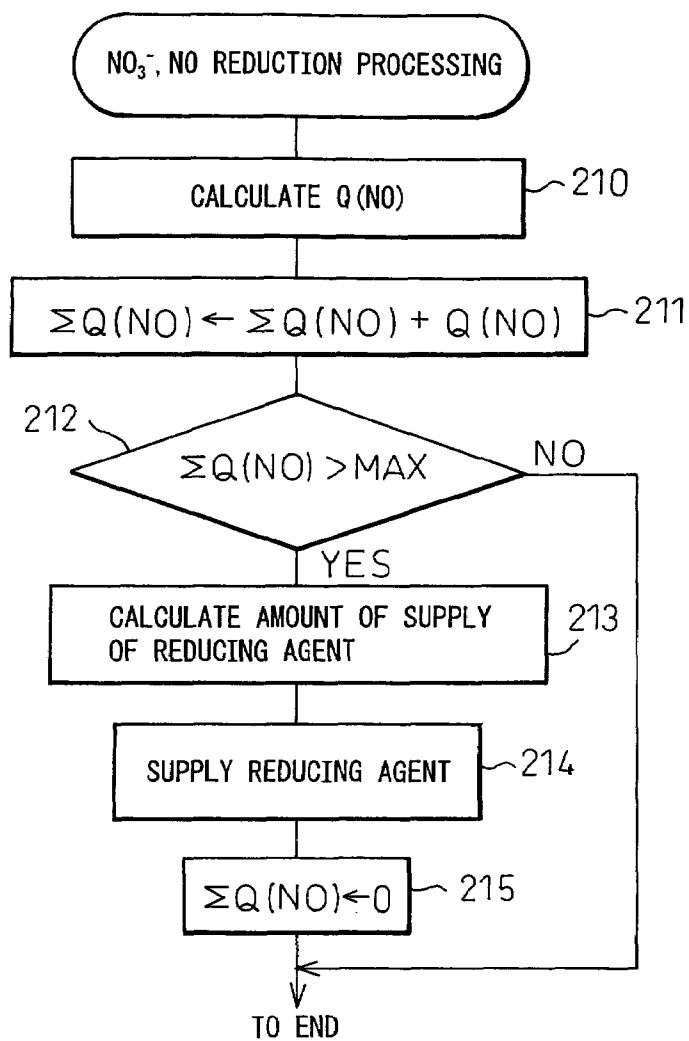 NO₃⁻, NO REDUCTION PROCESSING
CALCULATE Q(NO)
210
ΣQ(NO) ← ΣQ(NO) + Q(NO)
211
212
ΣQ(NO) > MAX
NO
YES
CALCULATE AMOUNT OF SUPPLY
OF REDUCING AGENT
213
SUPPLY REDUCING AGENT
214
ΣQ(NO)←0
215
TO END